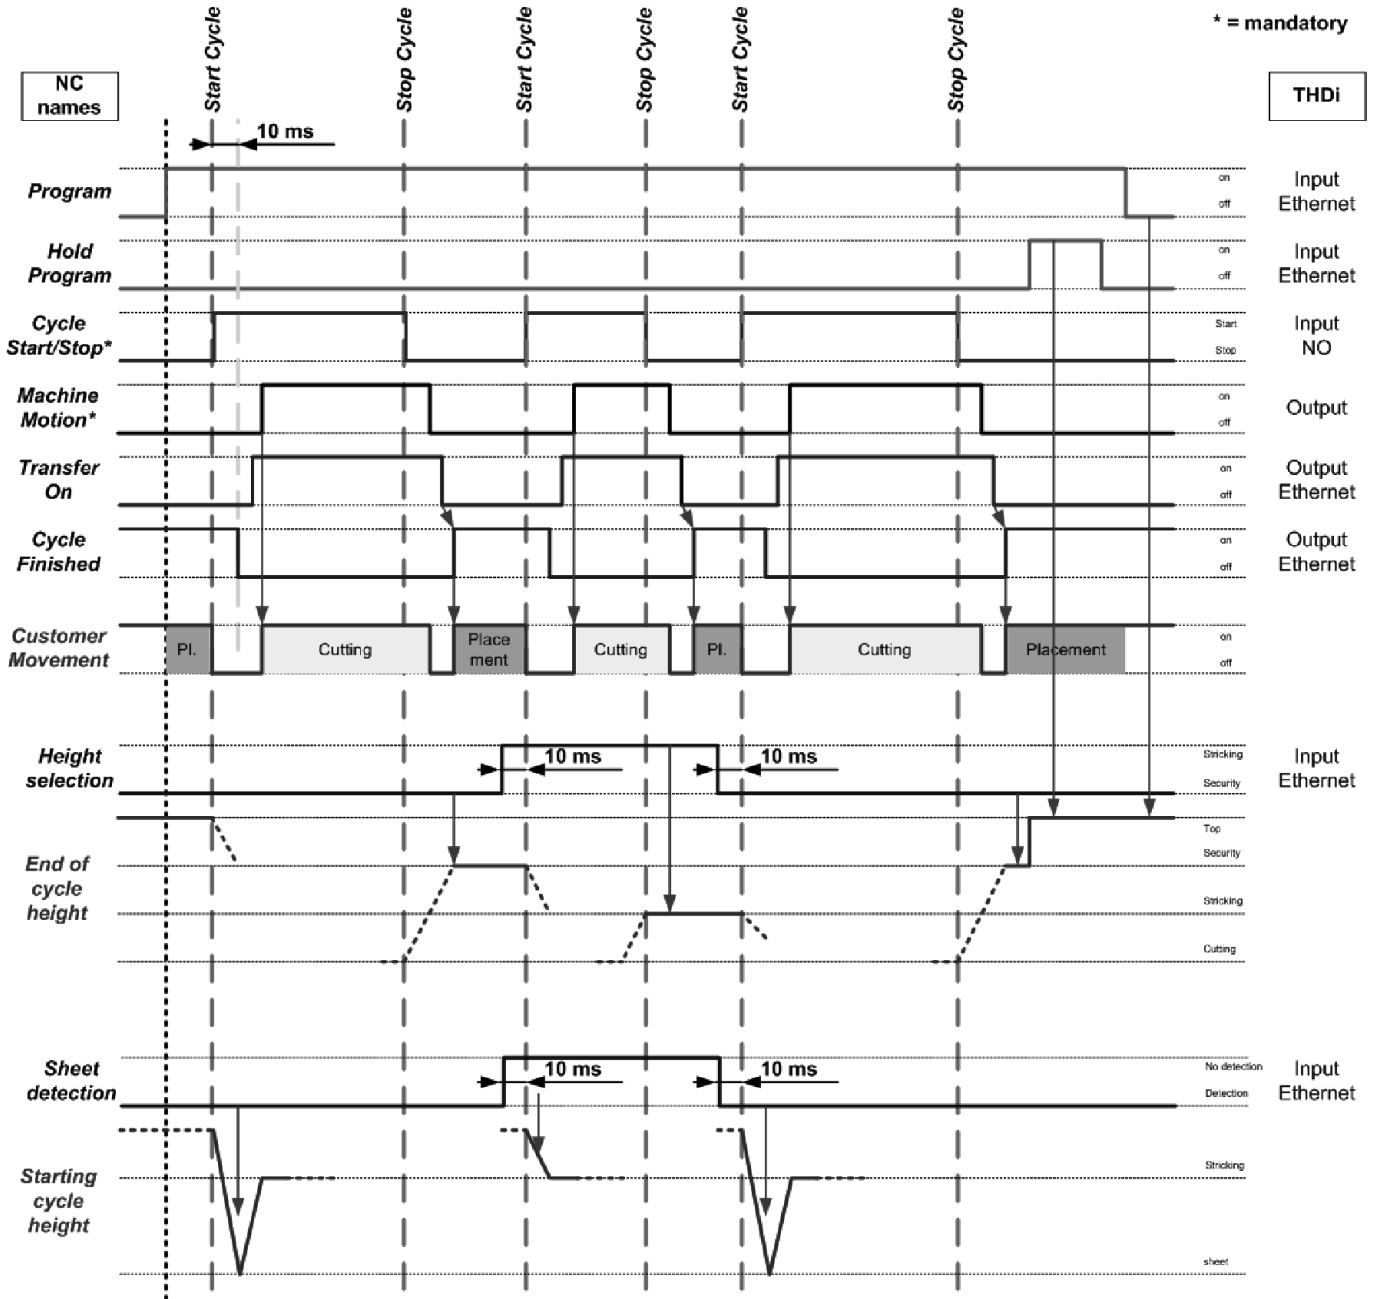 * = mandatory
Start Cycle
Stop Cycle
Start Cycle
Stop Cycle
Start Cycle
Stop Cycle
NC
names
THDi
10 ms
Program
on
off
Input
Ethernet
Hold
Program
on
off
Input
Ethernet
Cycle
Start/Stop*
Start
Stop
Input
NO
Machine
Motion*
on
off
Output
Transfer
On
on
off
Output
Ethernet
Cycle
Finished
on
off
Output
Ethernet
Customer
Movement
Pl.
Cutting
Place
ment
Cutting
Pl.
Cutting
Placement
on
off
Height
selection
10 ms
10 ms
Stricking
Security
Input
Ethernet
End of
cycle
height
Top
Security
Stricking
Cutting
Sheet
detection
10 ms
10 ms
No detection
Detection
Input
Ethernet
Starting
cycle
height
Stricking
sheet